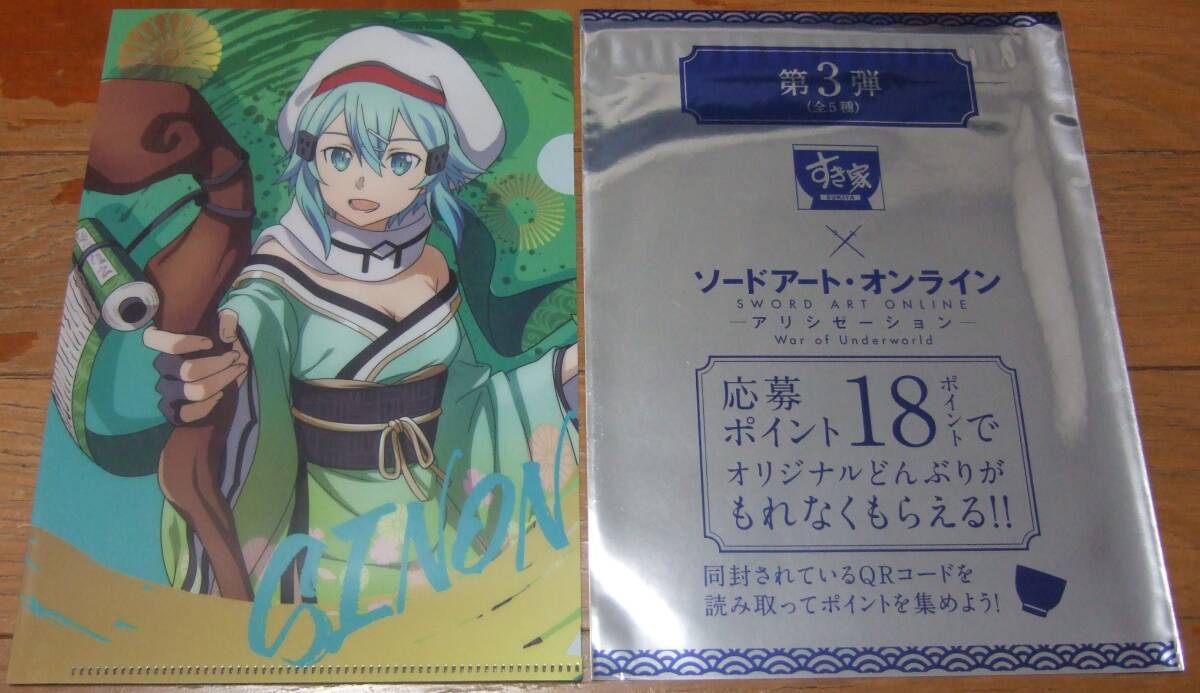 SINON
第3弾
(全5種)
すき家
SUKIYA
×
ソードアート・オンライン
SWORD ART ONLINE
アリシゼーション
War of Underworld
応募
ポイント18ポイントで
オリジナルどんぶりが
もれなくもらえる!!
同封されているQRコードを
読み取ってポイントを集めよう!